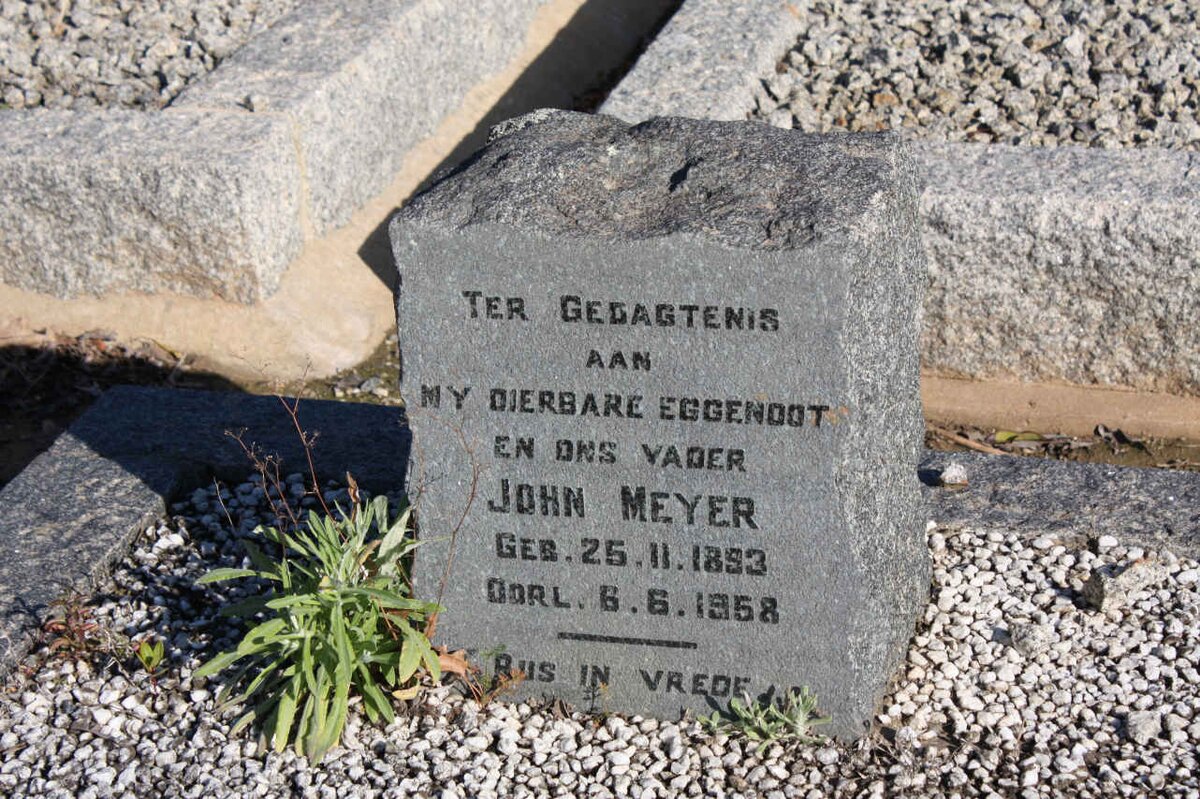 TER GEDAGTENIS
AAN
MY DIERBARE EGGENOOT
EN ONS VADER
JOHN MEYER
GEB. 25.11.1893
OORL. 6.6.1958
RUS IN VREDE